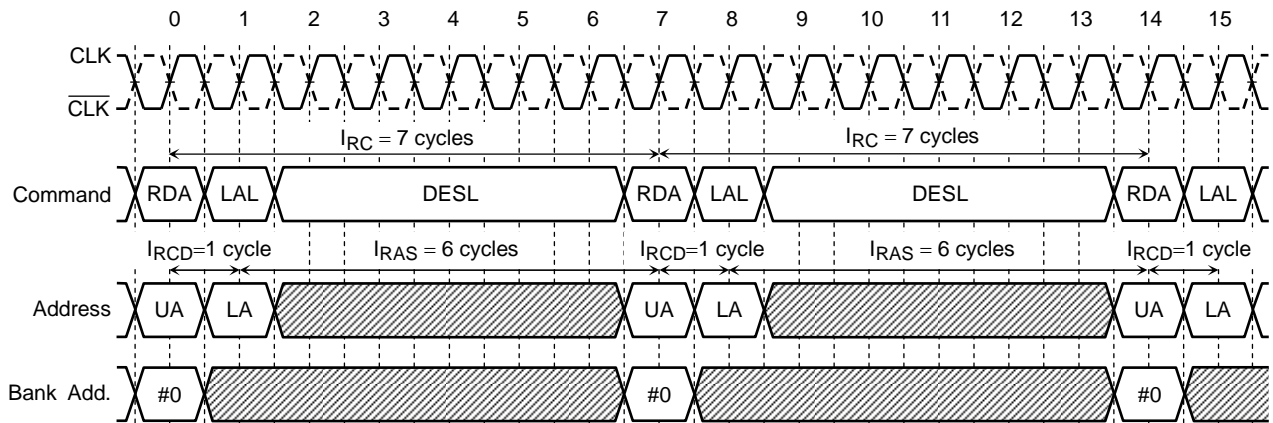 0 1 2 3 4 5 6 7 8 9 10 11 12 13 14 15
CLK
CLK
IRC = 7 cycles IRC = 7 cycles
Command RDA LAL DESL RDA LAL DESL RDA LAL
IRCD=1 cycle IRAS = 6 cycles IRCD=1 cycle IRAS = 6 cycles IRCD=1 cycle
Address UA LA UA LA UA LA
Bank Add. #0 #0 #0